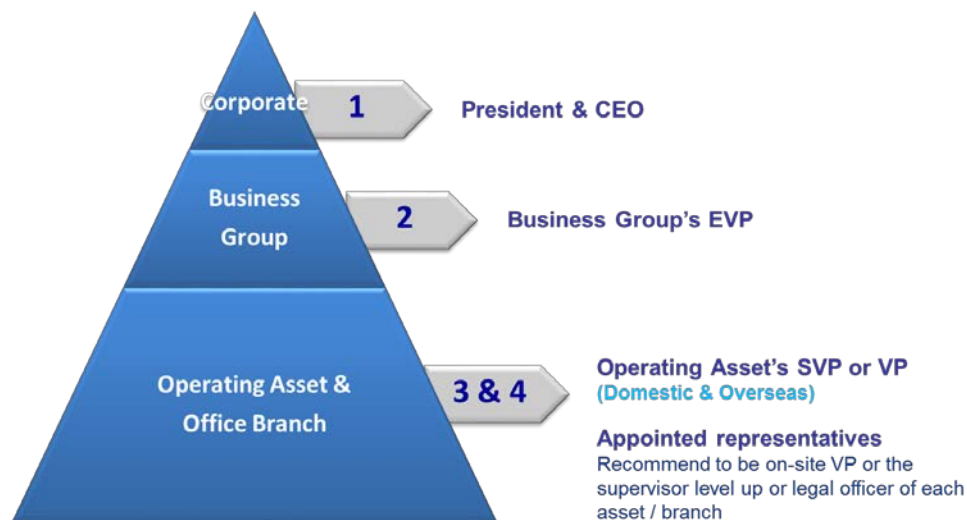 Corporate
1
President & CEO
Business
Group
2
Business Group's EVP
Operating Asset &
Office Branch
3 & 4
Operating Asset's SVP or VP
(Domestic & Overseas)
Appointed representatives
Recommend to be on-site VP or the
supervisor level up or legal officer of each
asset / branch